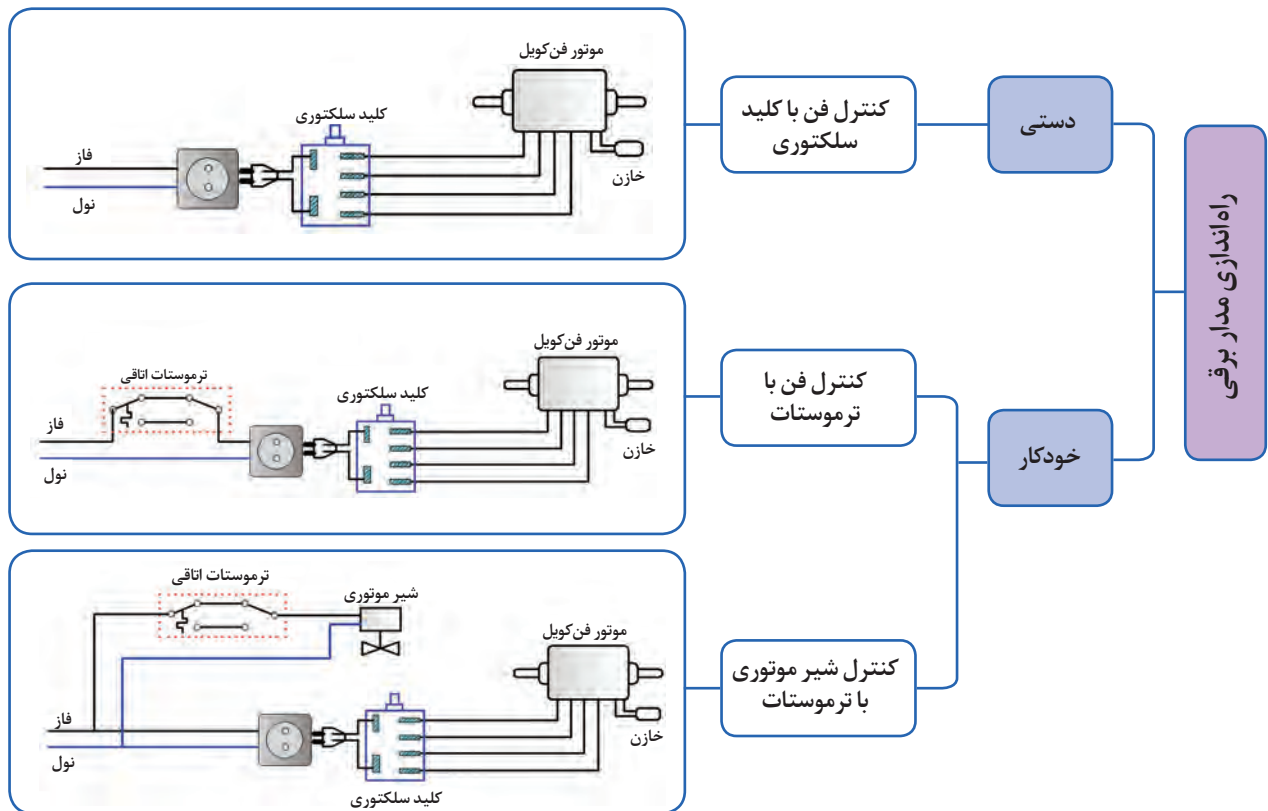 راه‌اندازی مدار برقی
دستی
کنترل فن با کلید
سلکتوری
موتور فن‌کویل
کلید سلکتوری
فاز
نول
خازن
خودکار
کنترل فن با
ترموستات
موتور فن‌کویل
ترموستات اتاقی
کلید سلکتوری
فاز
نول
خازن
کنترل شیر موتوری
با ترموستات
ترموستات اتاقی
شیر موتوری
موتور فن‌کویل
فاز
نول
خازن
کلید سلکتوری